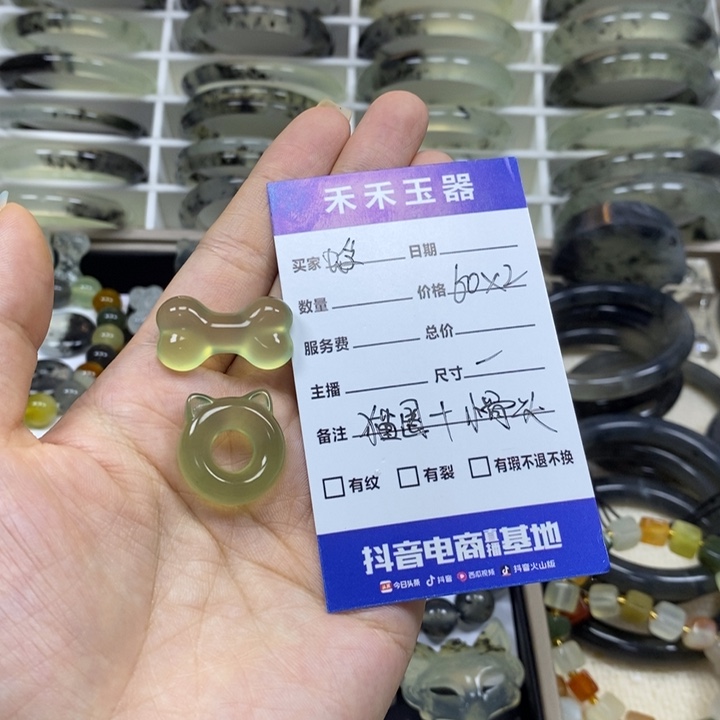 禾禾玉器
买家 日期
数量 价格 60×2
服务费 总价
主播 尺寸 一
备注 猫圈+小骨头
有纹 有裂 有瑕不退不换
抖音电商直播基地
今日头条 抖音 西瓜视频 抖音火山版